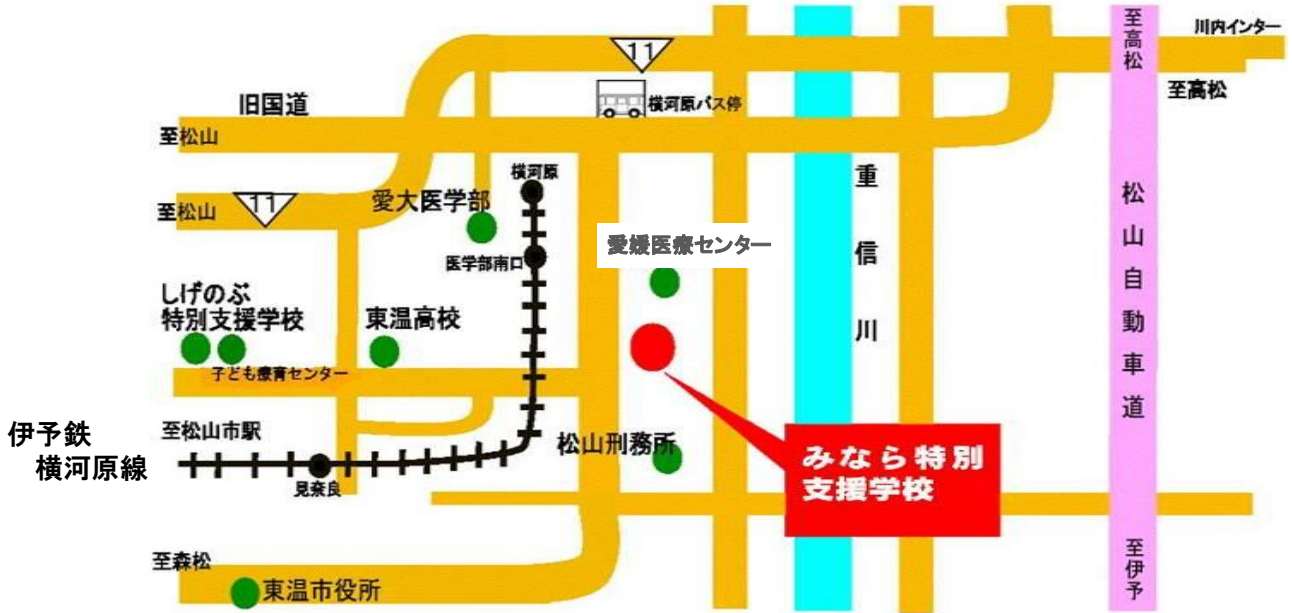 至高松
川内インター
11
至高松
旧国道
横河原バス停
至松山
横河原
重信川
松山自動車道
至松山
11
愛大医学部
愛媛医療センター
医学部南口
しげのぶ
特別支援学校
東温高校
子ども療育センター
伊予鉄
横河原線
至松山市駅
松山刑務所
みなら特別
支援学校
見奈良
至森松
至伊予
東温市役所